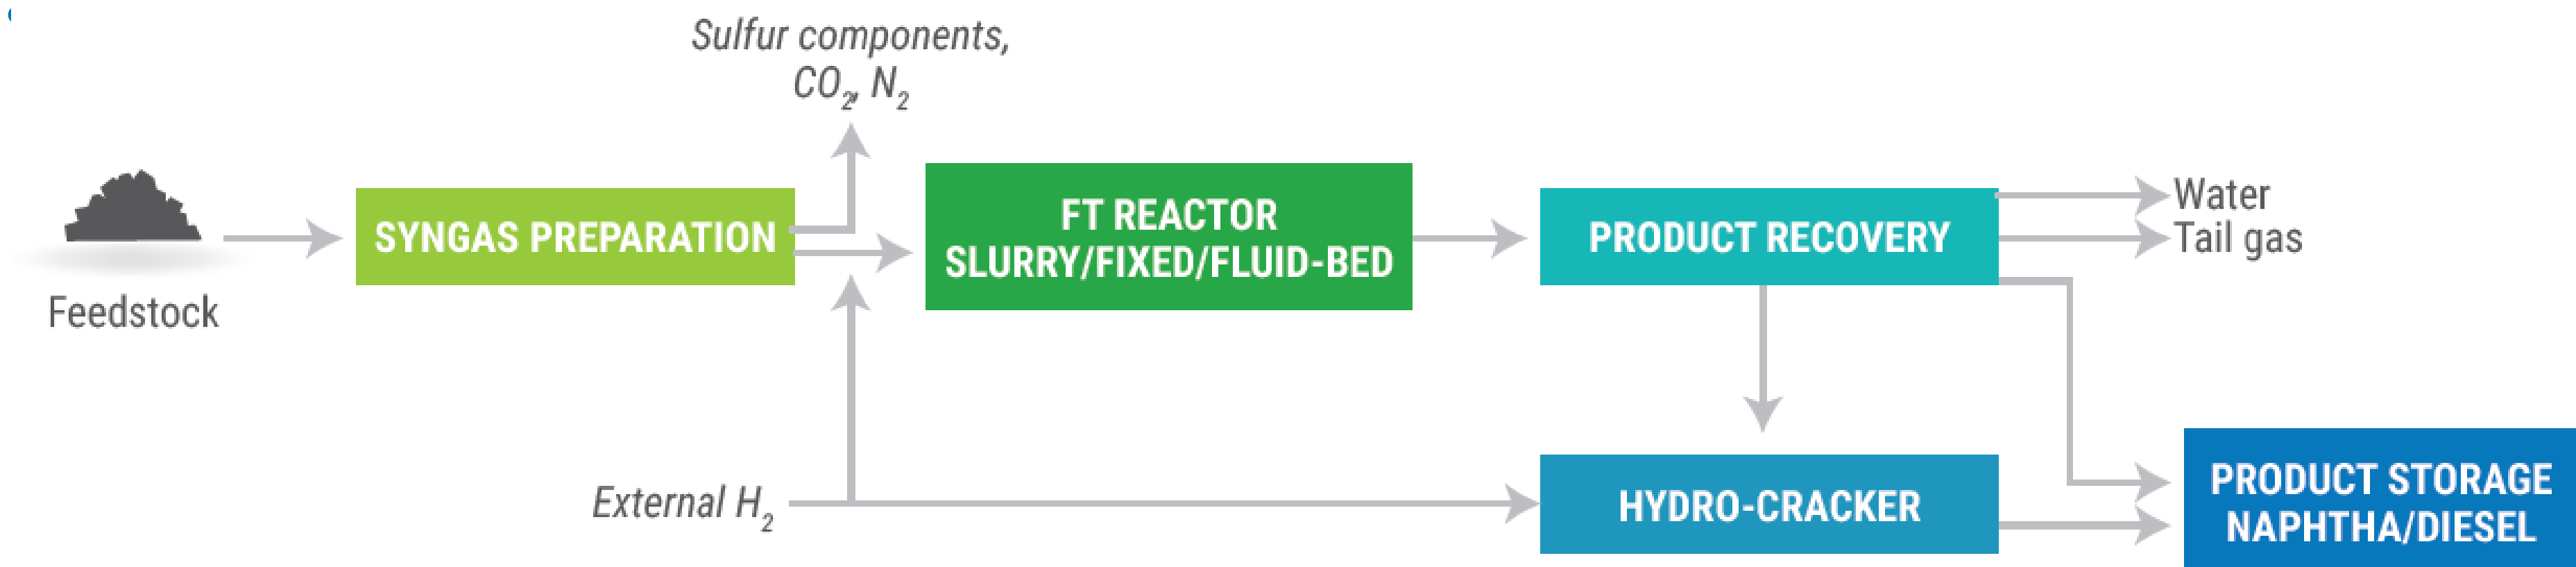 Sulfur components,
CO₂, N₂
Feedstock
SYNGAS PREPARATION
FT REACTOR
SLURRY/FIXED/FLUID-BED
PRODUCT RECOVERY
Water
Tail gas
External H₂
HYDRO-CRACKER
PRODUCT STORAGE
NAPHTHA/DIESEL